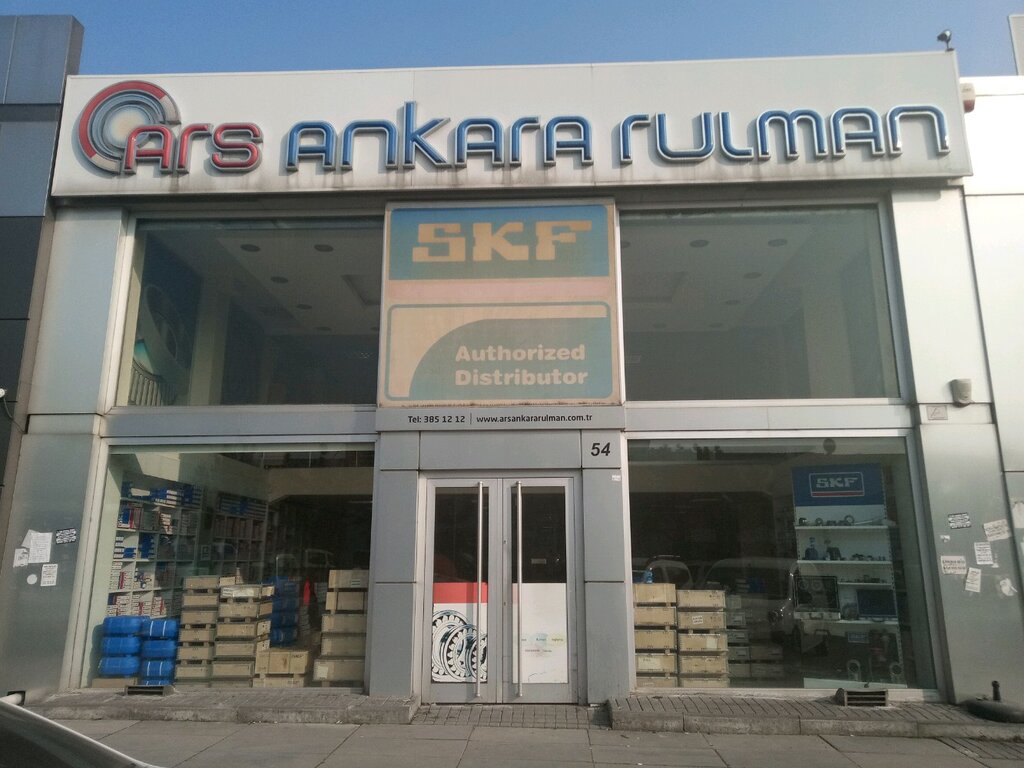 ars ankara rulman
SKF
Authorized
Distributor
Tel: 385 12 12 | www.arsankararulman.com.tr
54
SKF